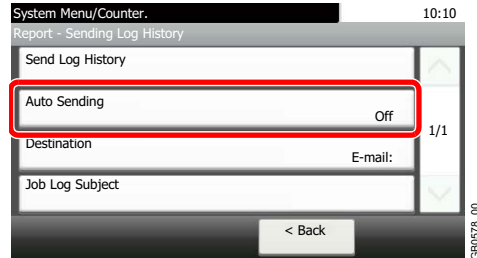 System Menu/Counter.
10:10
Report - Sending Log History
Send Log History
Auto Sending
Off
1/1
Destination
E-mail:
Job Log Subject
< Back
GB0578_00